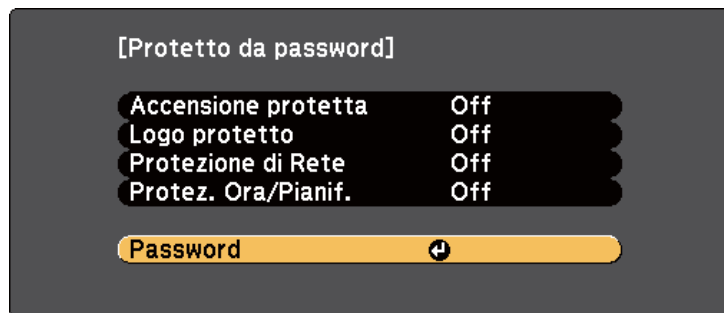 [Protetto da password]
Accensione protetta Off
Logo protetto Off
Protezione di Rete Off
Protez. Ora/Pianif. Off
Password